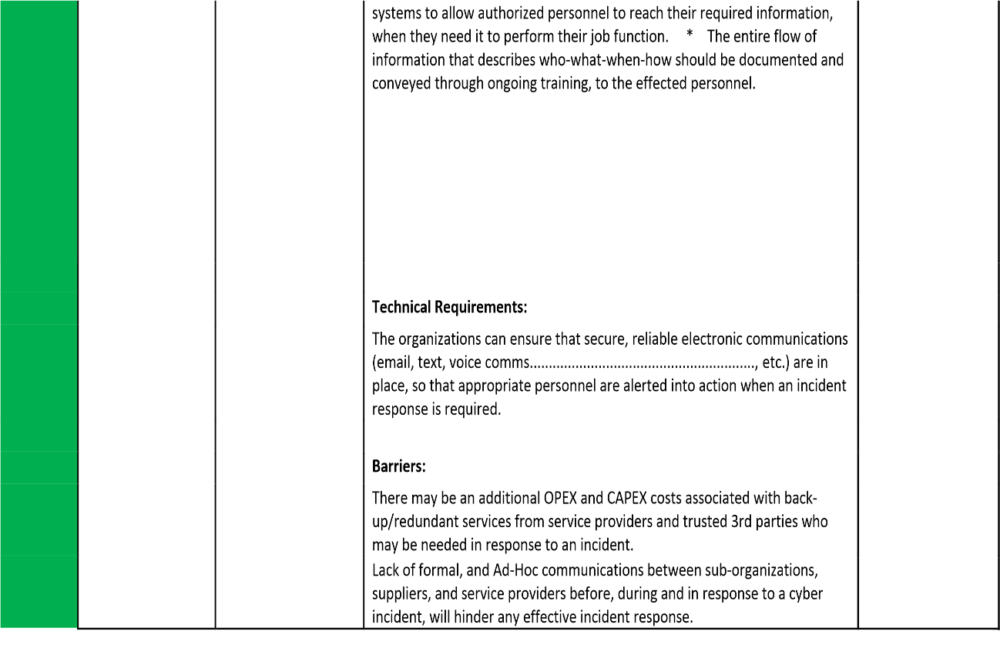 systems to allow authorized personnel to reach their required information,
when they need it to perform their job function.    *   The entire flow of
information that describes who-what-when-how should be documented and
conveyed through ongoing training, to the effected personnel.
Technical Requirements:
The organizations can ensure that secure, reliable electronic communications
(email, text, voice comms..........................................................., etc.) are in
place, so that appropriate personnel are alerted into action when an incident
response is required.
Barriers:
There may be an additional OPEX and CAPEX costs associated with back-
up/redundant services from service providers and trusted 3rd parties who
may be needed in response to an incident.
Lack of formal, and Ad-Hoc communications between sub-organizations,
suppliers, and service providers before, during and in response to a cyber
incident, will hinder any effective incident response.